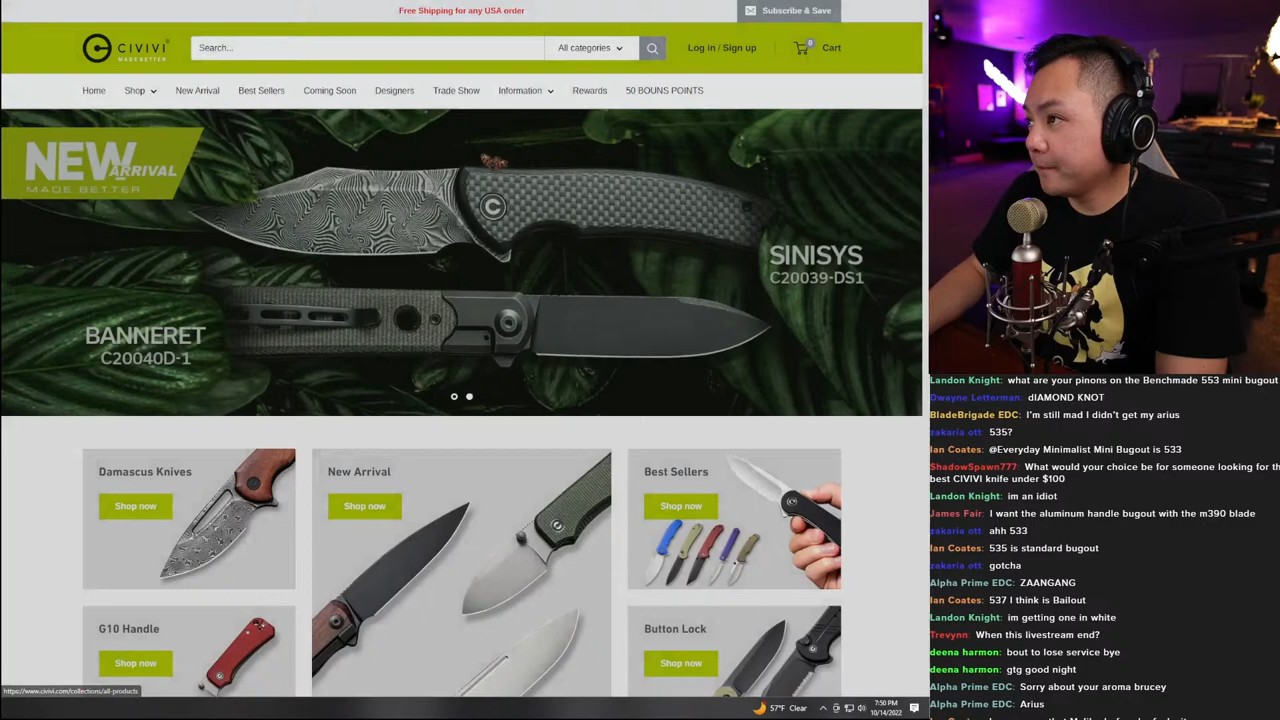 Free Shipping for any USA order
Subscribe & Save
CIVIVI
MADE BETTER
Search...
All categories
Log in / Sign up
0
Cart
Home
Shop
New Arrival
Best Sellers
Coming Soon
Designers
Trade Show
Information
Rewards
50 BOUNS POINTS
NEW ARRIVAL
MADE BETTER
SINISYS
C20039-DS1
BANNERET
C20040D-1
Damascus Knives
Shop now
New Arrival
Shop now
Best Sellers
Shop now
G10 Handle
Shop now
Button Lock
Shop now
https://www.civivi.com/collections/all-products
57°F Clear
7:50 PM
10/14/2022
Landon Knight: what are your pinons on the Benchmade 553 mini bugout
Dwayne Letterman: dIAMOND KNOT
BladeBrigade EDC: I'm still mad I didn't get my arius
zakaria ott: 535?
Ian Coates: @Everyday Minimalist Mini Bugout is 533
ShadowSpawn777: What would your choice be for someone looking for the
best CIVIVI knife under $100
Landon Knight: im an idiot
James Fair: I want the aluminum handle bugout with the m390 blade
zakaria ott: ahh 533
Ian Coates: 535 is standard bugout
zakaria ott: gotcha
Alpha Prime EDC: ZAANGANG
Ian Coates: 537 I think is Bailout
Landon Knight: im getting one in white
Trevynn: When this livestream end?
deena harmon: bout to lose service bye
deena harmon: gtg good night
Alpha Prime EDC: Sorry about your aroma brucey
Alpha Prime EDC: Arius